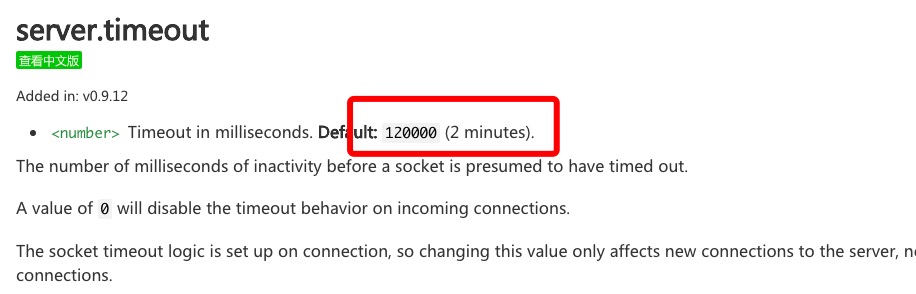 server.timeout
查看中文版
Added in: v0.9.12
• <number> Timeout in milliseconds. Default: 120000 (2 minutes).
The number of milliseconds of inactivity before a socket is presumed to have timed out.
A value of 0 will disable the timeout behavior on incoming connections.
The socket timeout logic is set up on connection, so changing this value only affects new connections to the server,
connections.